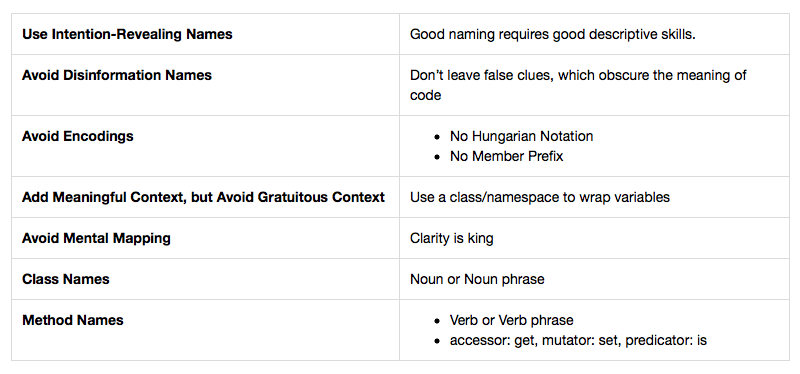 Use Intention-Revealing Names
Good naming requires good descriptive skills.
Avoid Disinformation Names
Don’t leave false clues, which obscure the meaning of
code
Avoid Encodings
• No Hungarian Notation
• No Member Prefix
Add Meaningful Context, but Avoid Gratuitous Context
Use a class/namespace to wrap variables
Avoid Mental Mapping
Clarity is king
Class Names
Noun or Noun phrase
Method Names
• Verb or Verb phrase
• accessor: get, mutator: set, predicator: is